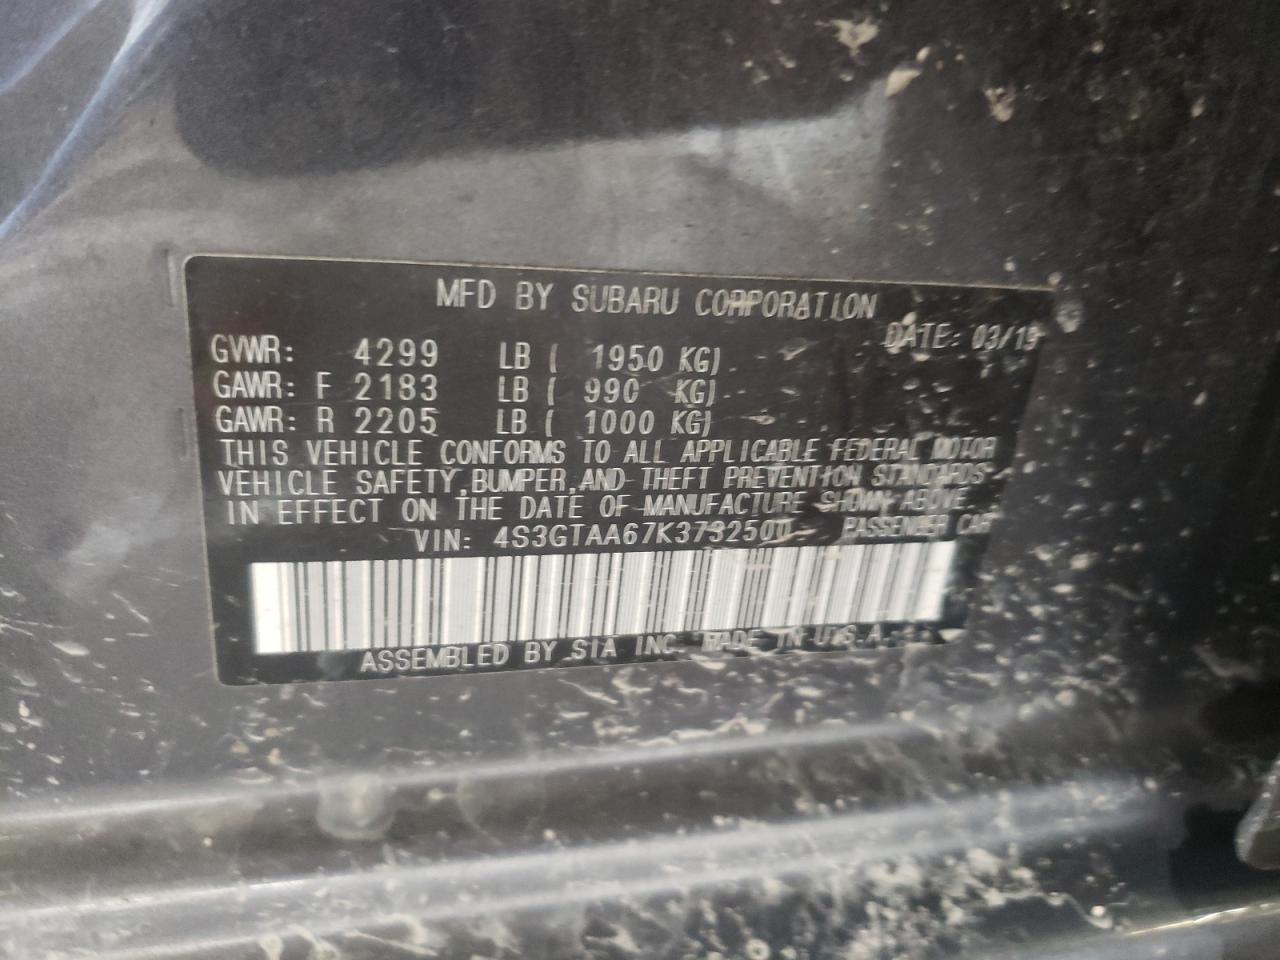 MFD BY SUBARU CORPORATION
DATE: 03/19
GVWR: 4299 LB ( 1950 KG)
GAWR: F 2183 LB ( 990 KG)
GAWR: R 2205 LB ( 1000 KG)
THIS VEHICLE CONFORMS TO ALL APPLICABLE FEDERAL MOTOR
VEHICLE SAFETY, BUMPER, AND THEFT PREVENTION STANDARDS
IN EFFECT ON THE DATE OF MANUFACTURE SHOWN ABOVE.
VIN: 4S3GTAA67K3732500 PASSENGER CAR
ASSEMBLED BY SIA INC. MADE IN U.S.A.